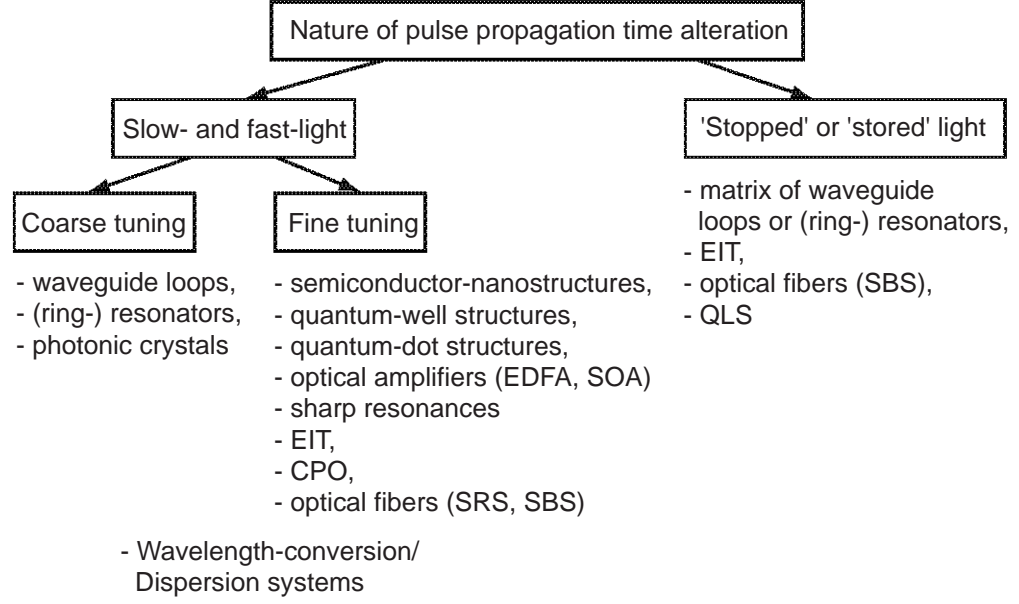 Nature of pulse propagation time alteration
Slow- and fast-light
'Stopped' or 'stored' light
Coarse tuning
Fine tuning
- waveguide loops,
- (ring-) resonators,
- photonic crystals
- semiconductor-nanostructures,
- quantum-well structures,
- quantum-dot structures,
- optical amplifiers (EDFA, SOA)
- sharp resonances
- EIT,
- CPO,
- optical fibers (SRS, SBS)
- Wavelength-conversion/
Dispersion systems
- matrix of waveguide
loops or (ring-) resonators,
- EIT,
- optical fibers (SBS),
- QLS